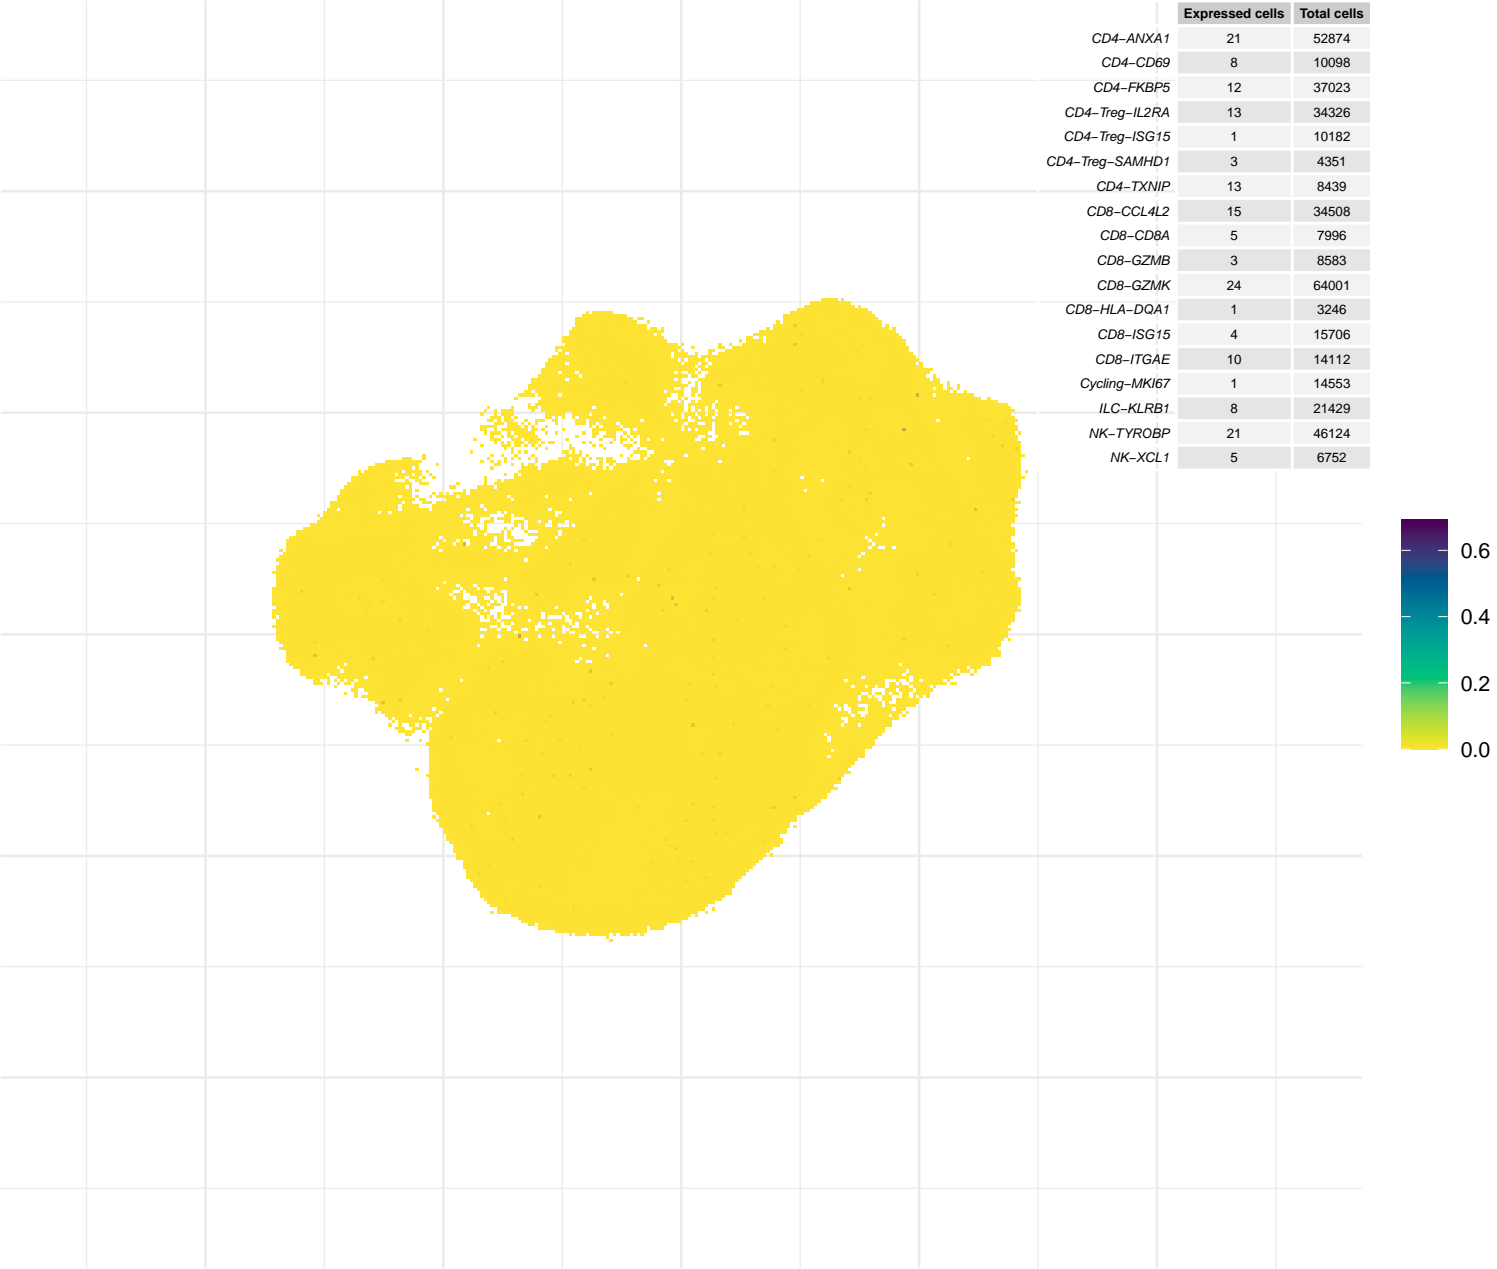 Expressed cells Total cells
CD4−ANXA1 21 52874
CD4−CD69 8 10098
CD4−FKBP5 12 37023
CD4−Treg−IL2RA 13 34326
CD4−Treg−ISG15 1 10182
CD4−Treg−SAMHD1 3 4351
CD4−TXNIP 13 8439
CD8−CCL4L2 15 34508
CD8−CD8A 5 7996
CD8−GZMB 3 8583
CD8−GZMK 24 64001
CD8−HLA−DQA1 1 3246
CD8−ISG15 4 15706
CD8−ITGAE 10 14112
Cycling−MKI67 1 14553
ILC−KLRB1 8 21429
NK−TYROBP 21 46124
NK−XCL1 5 6752
0.6
0.4
0.2
0.0